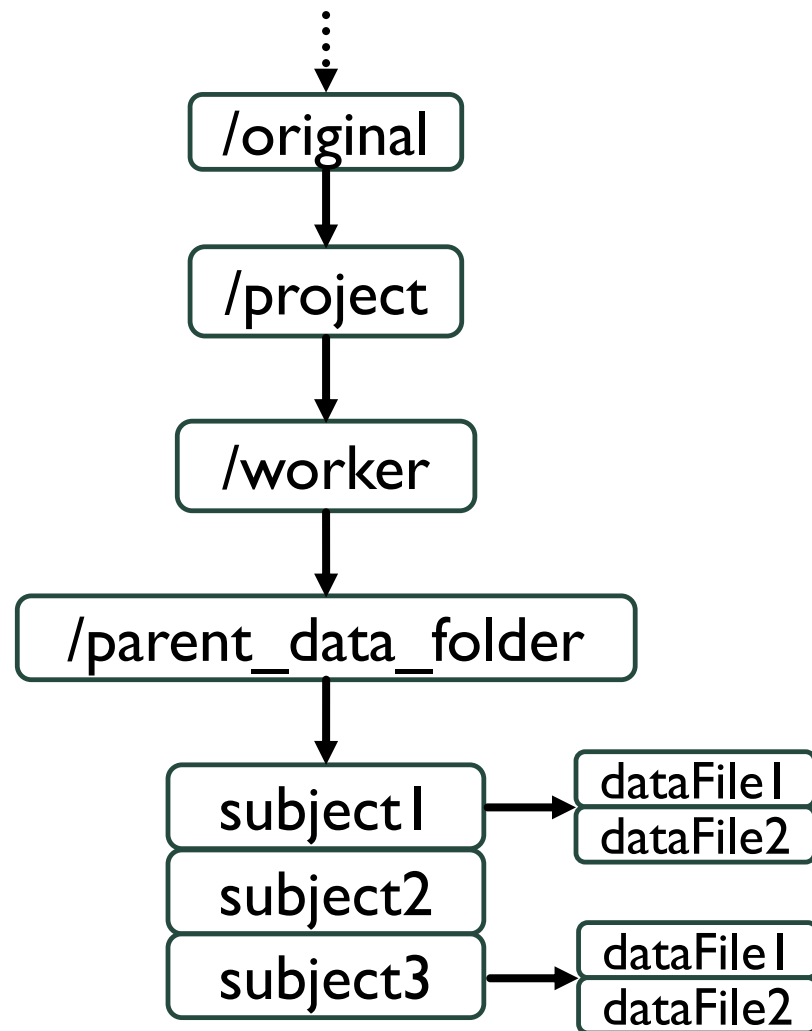 /original
/project
/worker
/parent_data_folder
subject1
dataFile1
dataFile2
subject2
subject3
dataFile1
dataFile2